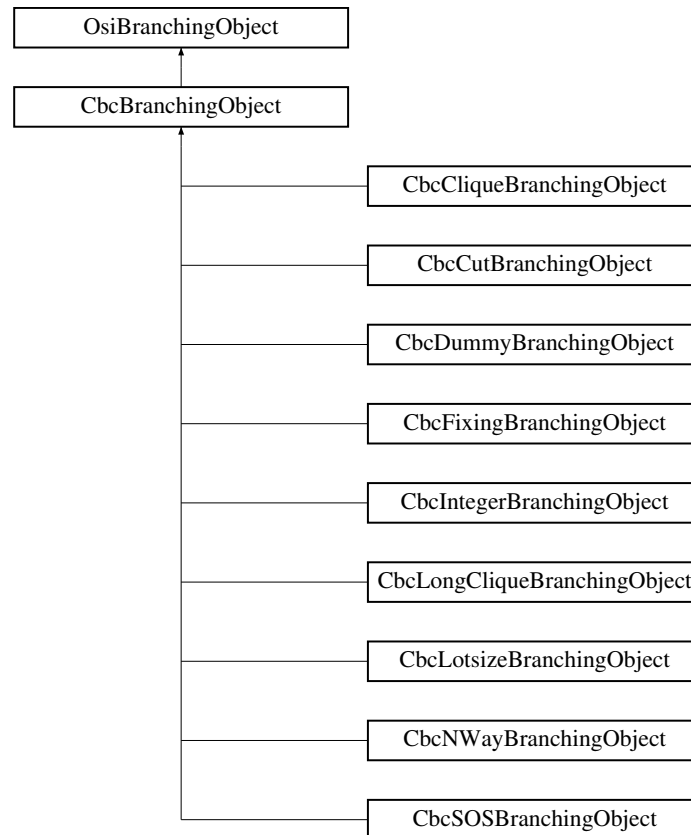 OsiBranchingObject
CbcBranchingObject
CbcCliqueBranchingObject
CbcCutBranchingObject
CbcDummyBranchingObject
CbcFixingBranchingObject
CbcIntegerBranchingObject
CbcLongCliqueBranchingObject
CbcLotsizeBranchingObject
CbcNWayBranchingObject
CbcSOSBranchingObject